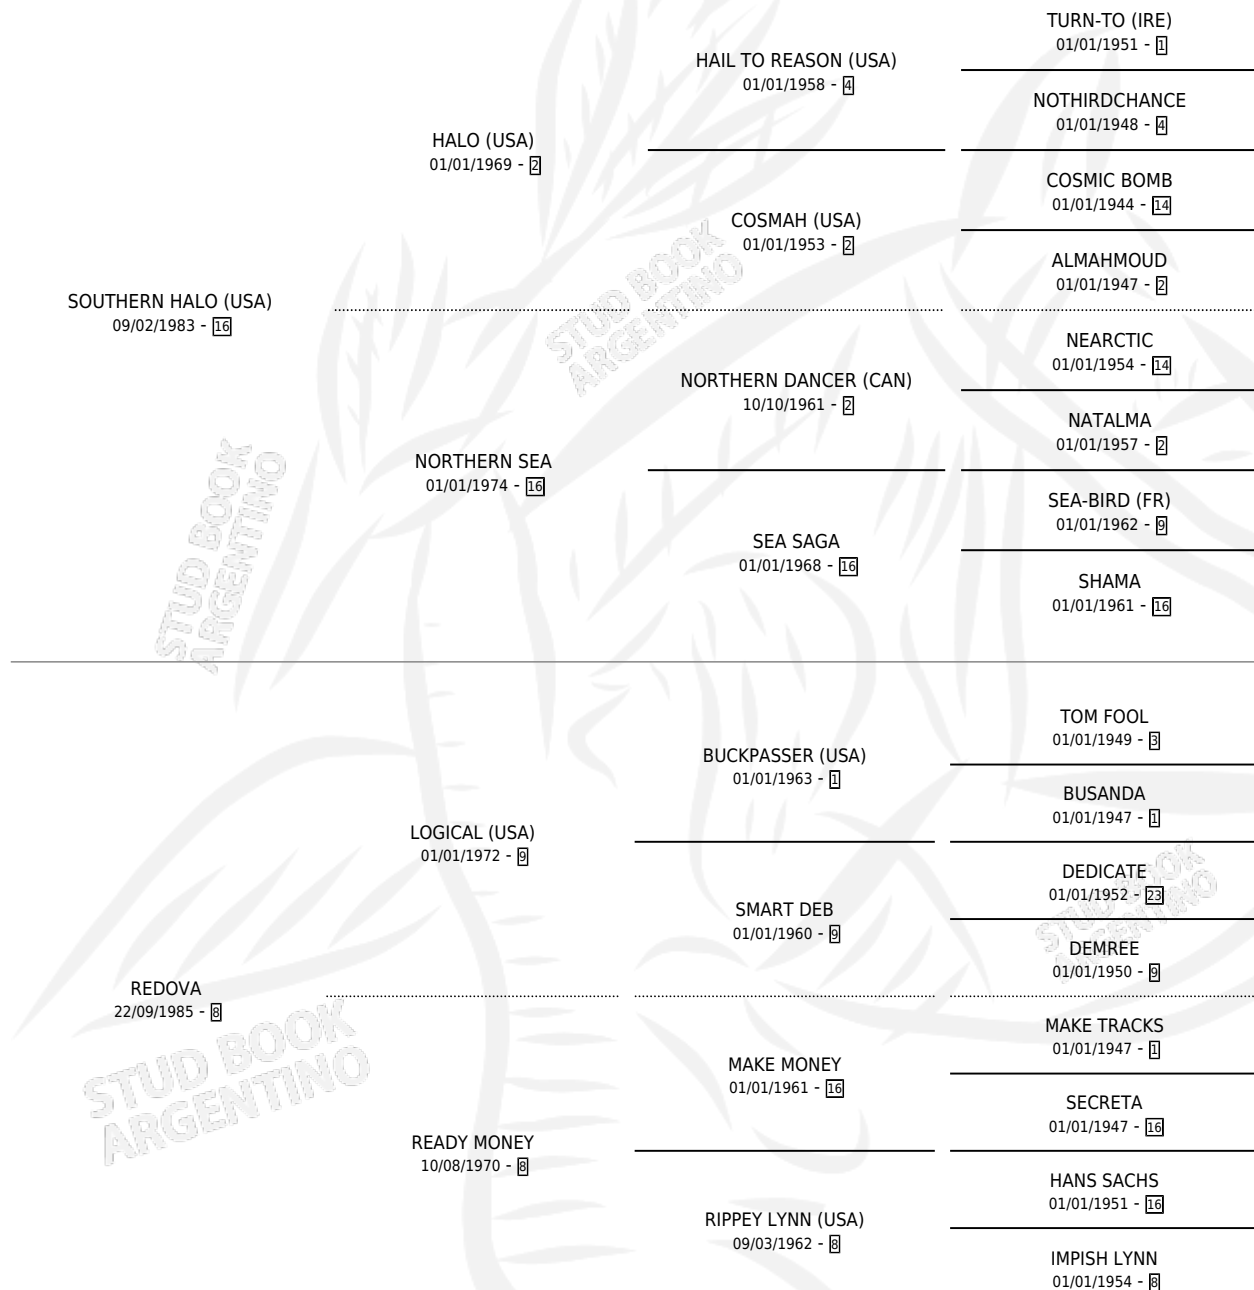 TURN-TO (IRE)
01/01/1951 - 1
HAIL TO REASON (USA)
01/01/1958 - 4
NOTHIRDCHANCE
01/01/1948 - 4
HALO (USA)
01/01/1969 - 2
COSMIC BOMB
01/01/1944 - 14
COSMAH (USA)
01/01/1953 - 2
ALMAHMOUD
01/01/1947 - 2
SOUTHERN HALO (USA)
09/02/1983 - 16
NEARCTIC
01/01/1954 - 14
NORTHERN DANCER (CAN)
10/10/1961 - 2
NATALMA
01/01/1957 - 2
NORTHERN SEA
01/01/1974 - 16
SEA-BIRD (FR)
01/01/1962 - 9
SEA SAGA
01/01/1968 - 16
SHAMA
01/01/1961 - 16
STUD BOOK
ARGENTINO
STUD BOOK
ARGENTINO
TOM FOOL
01/01/1949 - 3
BUCKPASSER (USA)
01/01/1963 - 1
BUSANDA
01/01/1947 - 1
LOGICAL (USA)
01/01/1972 - 9
DEDICATE
01/01/1952 - 23
SMART DEB
01/01/1960 - 9
DEMREE
01/01/1950 - 9
STUD BOOK
ARGENTINO
REDOVA
22/09/1985 - 8
MAKE TRACKS
01/01/1947 - 1
MAKE MONEY
01/01/1961 - 16
SECRETA
01/01/1947 - 16
READY MONEY
10/08/1970 - 8
HANS SACHS
01/01/1951 - 16
RIPPEY LYNN (USA)
09/03/1962 - 8
IMPISH LYNN
01/01/1954 - 8
STUD BOOK
ARGENTINO